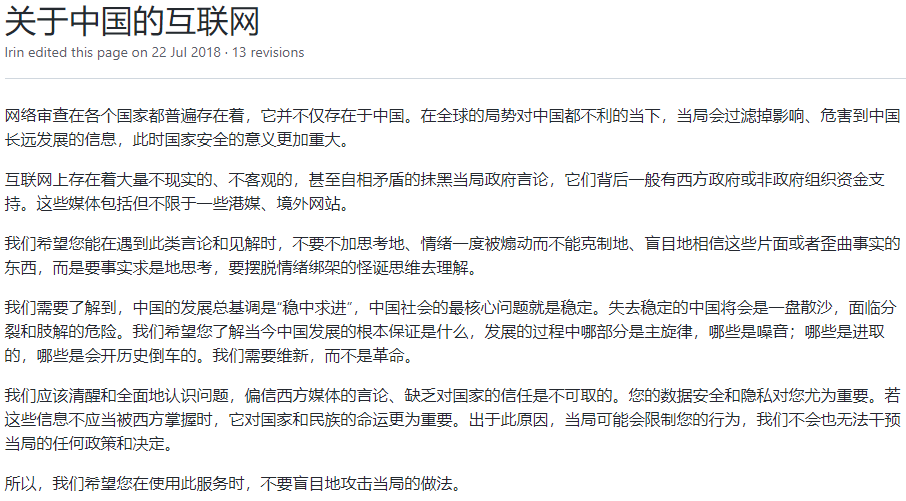 关于中国的互联网
Irin edited this page on 22 Jul 2018 · 13 revisions
网络审查在各个国家都普遍存在着，它并不仅存在于中国。在全球的局势对中国都不利的当下，当局会过滤掉影响、危害到中国
长远发展的信息，此时国家安全的意义更加重大。
互联网上存在着大量不现实的、不客观的，甚至自相矛盾的抹黑当局政府言论，它们背后一般有西方政府或非政府组织资金支
持。这些媒体包括但不限于一些港媒、境外网站。
我们希望您能在遇到此类言论和见解时，不要不加思考地、情绪一度被煽动而不能克制地、盲目地相信这些片面或者歪曲事实的
东西，而是要事实求是地思考，要摆脱情绪绑架的怪诞思维去理解。
我们需要了解到，中国的发展总基调是“稳中求进”，中国社会的最核心问题就是稳定。失去稳定的中国将会是一盘散沙，面临分
裂和肢解的危险。我们希望您了解当今中国发展的根本保证是什么，发展的过程中哪部分是主旋律，哪些是噪音；哪些是进取
的，哪些是会开历史倒车的。我们需要维新，而不是革命。
我们应该清醒和全面地认识问题，偏信西方媒体的言论、缺乏对国家的信任是不可取的。您的数据安全和隐私对您尤为重要。若
这些信息不应当被西方掌握时，它对国家和民族的命运更为重要。出于此原因，当局可能会限制您的行为，我们不会也无法干预
当局的任何政策和决定。
所以，我们希望您在使用此服务时，不要盲目地攻击当局的做法。